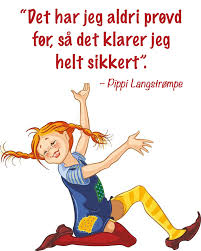 “Det har jeg aldri prøvd
før, så det klarer jeg
helt sikkert”.
– Pippi Langstrømpe